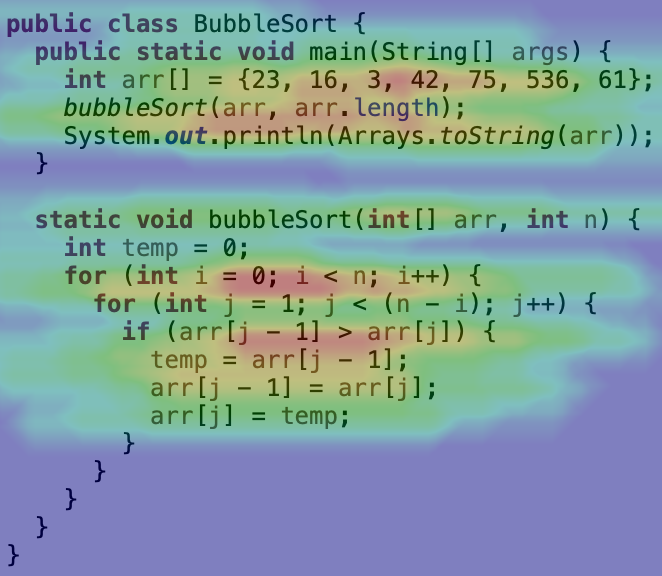 public class BubbleSort {
  public static void main(String[] args) {
    int arr[] = {23, 16, 3, 42, 75, 536, 61};
    bubbleSort(arr, arr.length);
    System.out.println(Arrays.toString(arr));
  }

  static void bubbleSort(int[] arr, int n) {
    int temp = 0;
    for (int i = 0; i < n; i++) {
      for (int j = 1; j < (n - i); j++) {
        if (arr[j - 1] > arr[j]) {
          temp = arr[j - 1];
          arr[j - 1] = arr[j];
          arr[j] = temp;
        }
      }
    }
  }
}